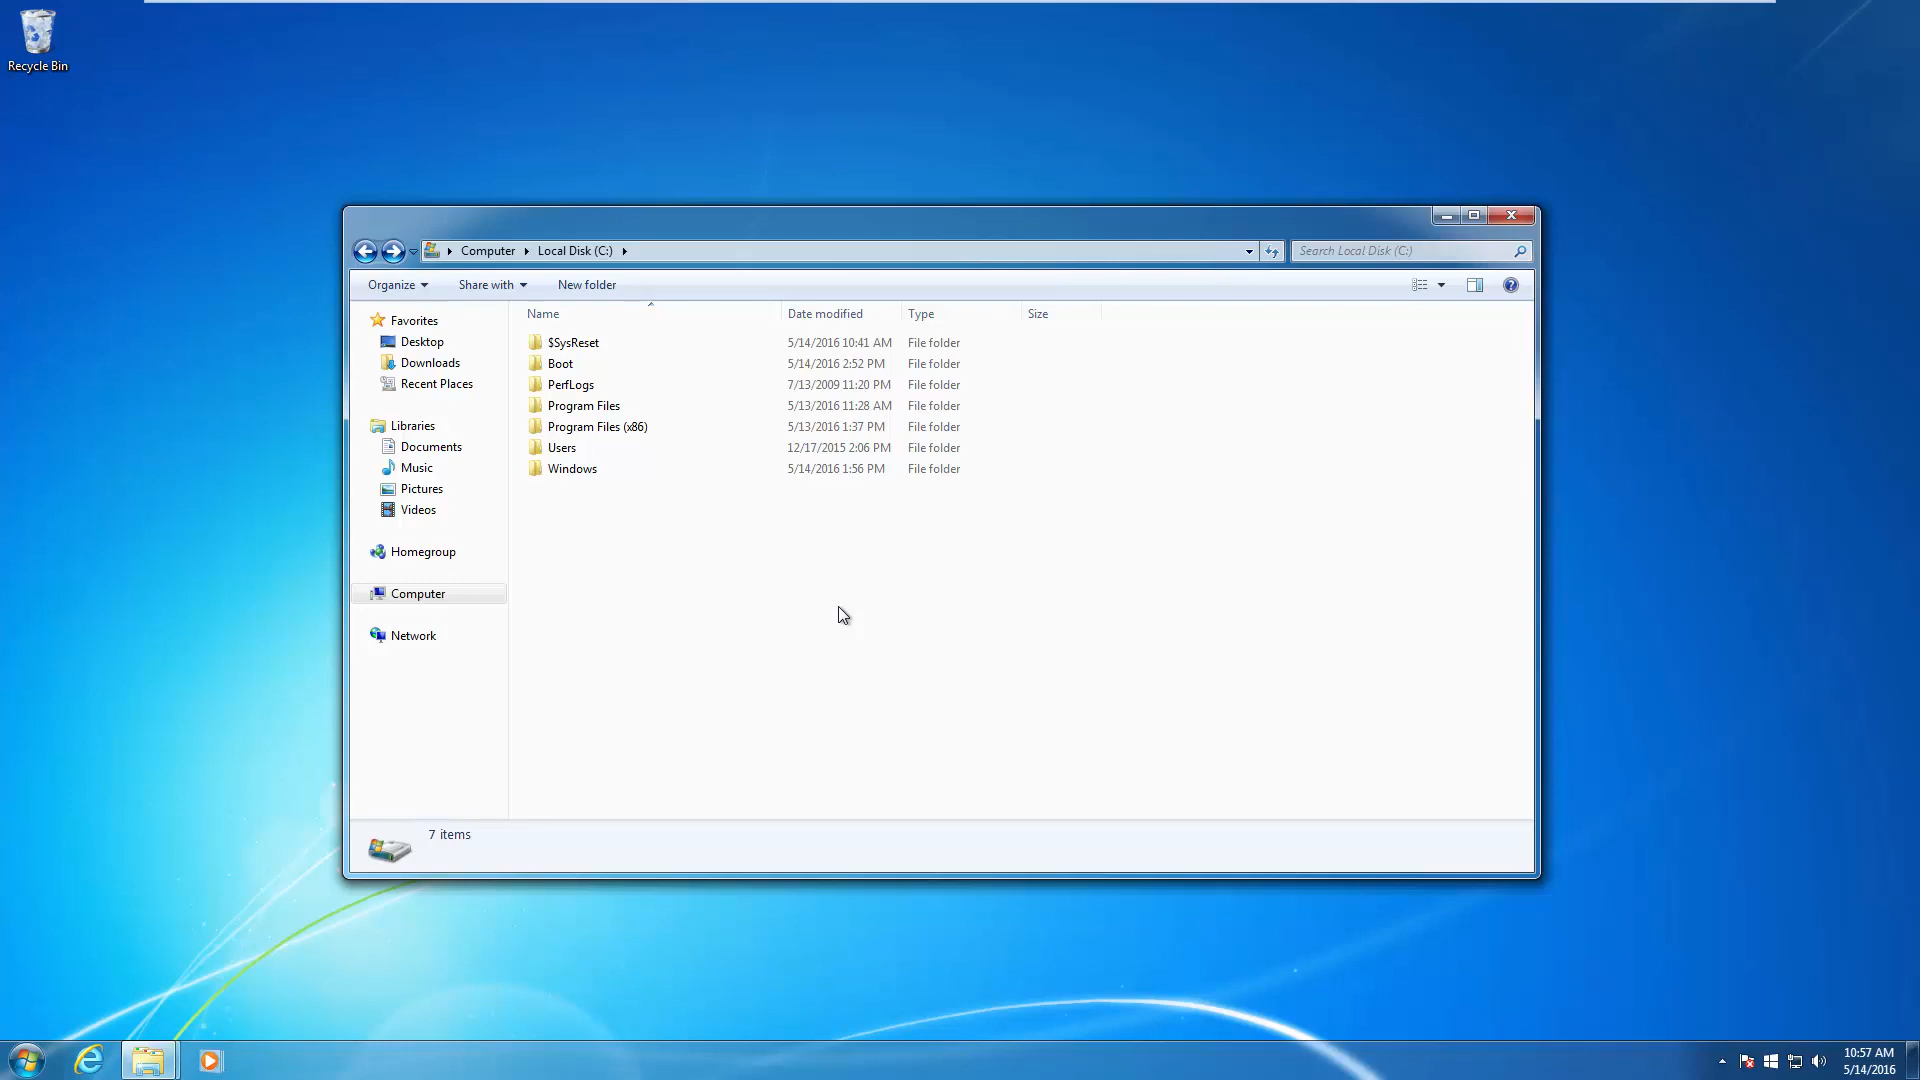 Recycle Bin
Computer Local Disk (C:)
Search Local Disk (C:)
Organize Share with New folder
Name Date modified Type Size
Favorites
Desktop
Downloads
Recent Places
Libraries
Documents
Music
Pictures
Videos
Homegroup
Computer
Network
$SysReset 5/14/2016 10:41 AM File folder
Boot 5/14/2016 2:52 PM File folder
PerfLogs 7/13/2009 11:20 PM File folder
Program Files 5/13/2016 11:28 AM File folder
Program Files (x86) 5/13/2016 1:37 PM File folder
Users 12/17/2015 2:06 PM File folder
Windows 5/14/2016 1:56 PM File folder
7 items
10:57 AM
5/14/2016